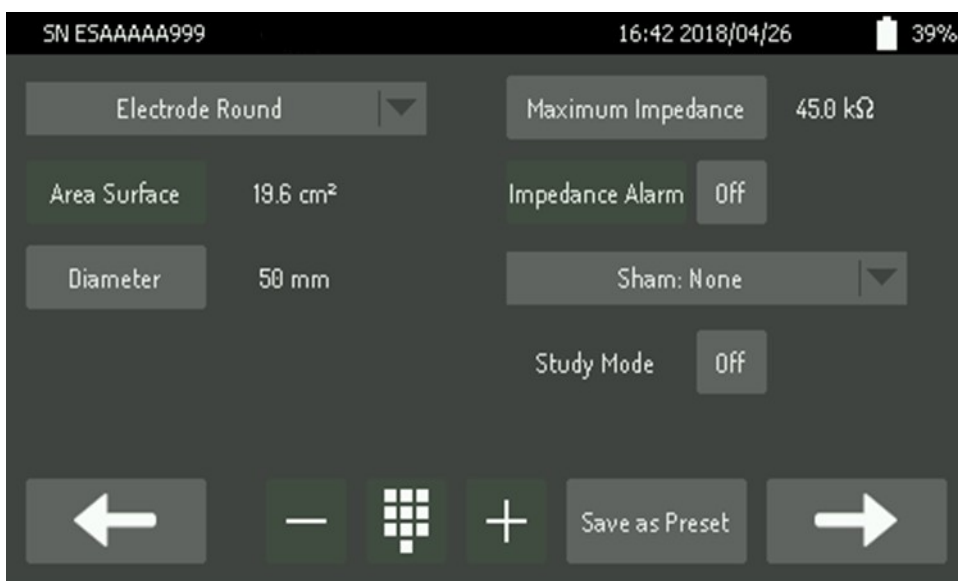 SN ESAAAAA999 16:42 2018/04/26 39%
Electrode Round
Maximum Impedance 45.0 kΩ
Area Surface 19.6 cm²
Impedance Alarm Off
Diameter 50 mm
Sham: None
Study Mode Off
Save as Preset